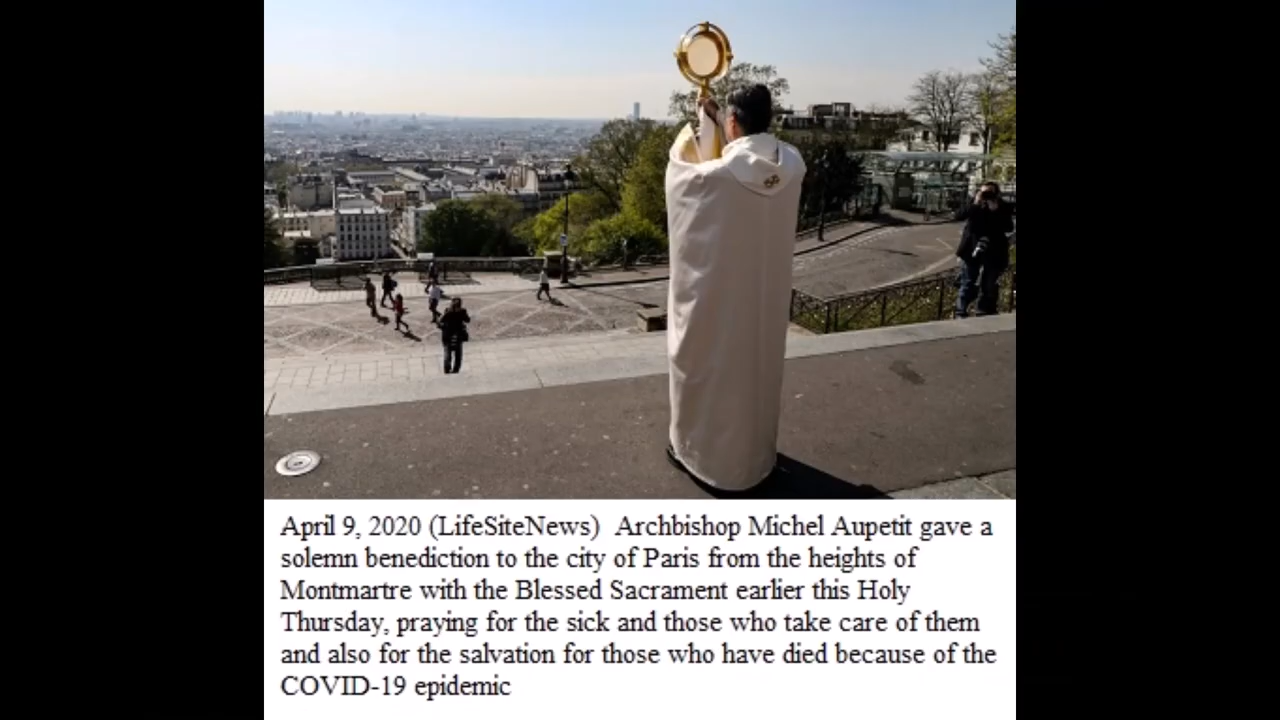 April 9, 2020 (LifeSiteNews)  Archbishop Michel Aupetit gave a
solemn benediction to the city of Paris from the heights of
Montmartre with the Blessed Sacrament earlier this Holy
Thursday, praying for the sick and those who take care of them
and also for the salvation for those who have died because of the
COVID-19 epidemic